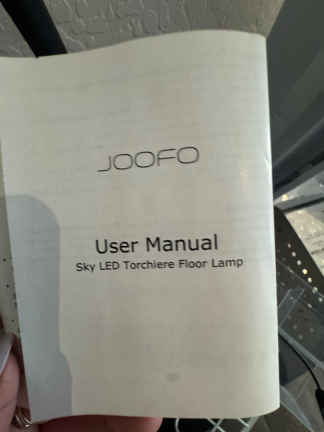 JOOFO
User Manual
Sky LED Torchiere Floor Lamp